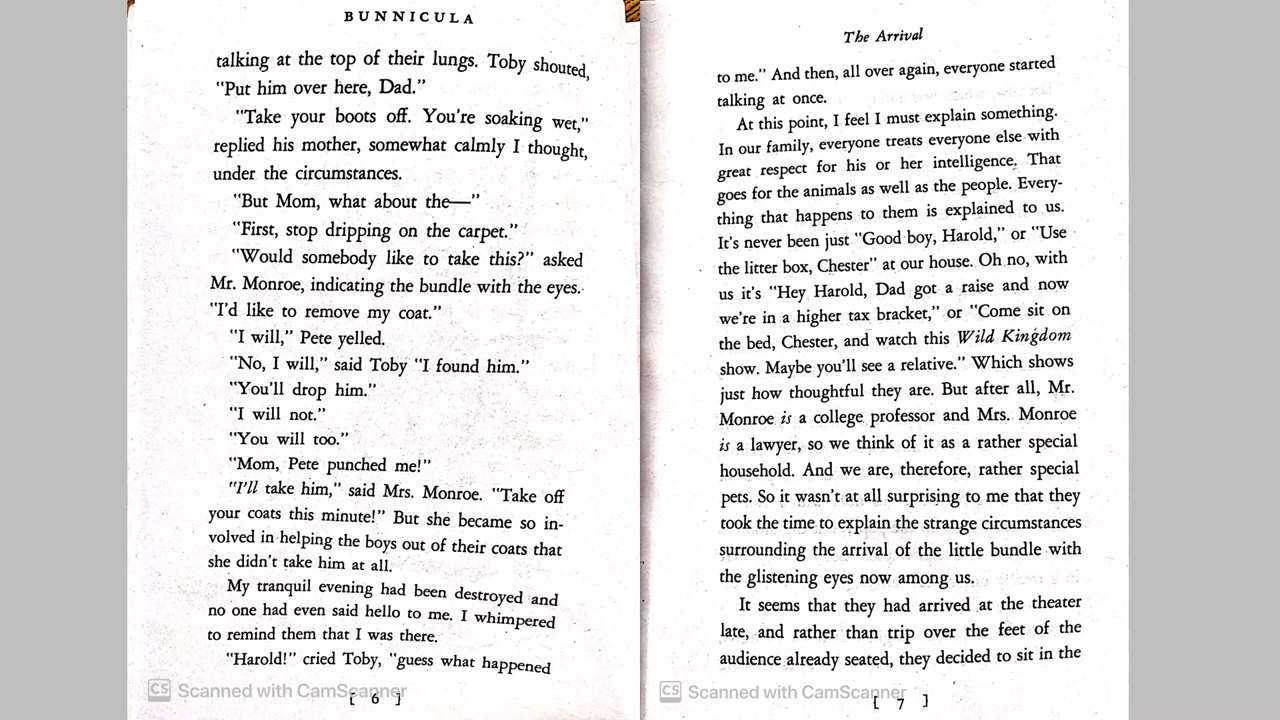 BUNNICULA
talking at the top of their lungs. Toby shouted,
“Put him over here, Dad.”
“Take your boots off. You're soaking wet,”
replied his mother, somewhat calmly I thought,
under the circumstances.
“But Mom, what about the—”
“First, stop dripping on the carpet.”
“Would somebody like to take this?” asked
Mr. Monroe, indicating the bundle with the eyes.
“I'd like to remove my coat.”
“I will,” Pete yelled.
“No, I will,” said Toby “I found him.”
“You'll drop him.”
“I will not.”
“You will too.”
“Mom, Pete punched me!”
“I'll take him,” said Mrs. Monroe. “Take off
your coats this minute!” But she became so in-
volved in helping the boys out of their coats that
she didn't take him at all.
My tranquil evening had been destroyed and
no one had even said hello to me. I whimpered
to remind them that I was there.
“Harold!” cried Toby, “guess what happened
CS Scanned with CamScanner
[ 6 ]
The Arrival
to me.” And then, all over again, everyone started
talking at once.
At this point, I feel I must explain something.
In our family, everyone treats everyone else with
great respect for his or her intelligence. That
goes for the animals as well as the people. Every-
thing that happens to them is explained to us.
It's never been just “Good boy, Harold,” or “Use
the litter box, Chester” at our house. Oh no, with
us it's “Hey Harold, Dad got a raise and now
we're in a higher tax bracket,” or “Come sit on
the bed, Chester, and watch this Wild Kingdom
show. Maybe you'll see a relative.” Which shows
just how thoughtful they are. But after all, Mr.
Monroe is a college professor and Mrs. Monroe
is a lawyer, so we think of it as a rather special
household. And we are, therefore, rather special
pets. So it wasn't at all surprising to me that they
took the time to explain the strange circumstances
surrounding the arrival of the little bundle with
the glistening eyes now among us.
It seems that they had arrived at the theater
late, and rather than trip over the feet of the
audience already seated, they decided to sit in the
CS Scanned with CamScanner
[ 7 ]